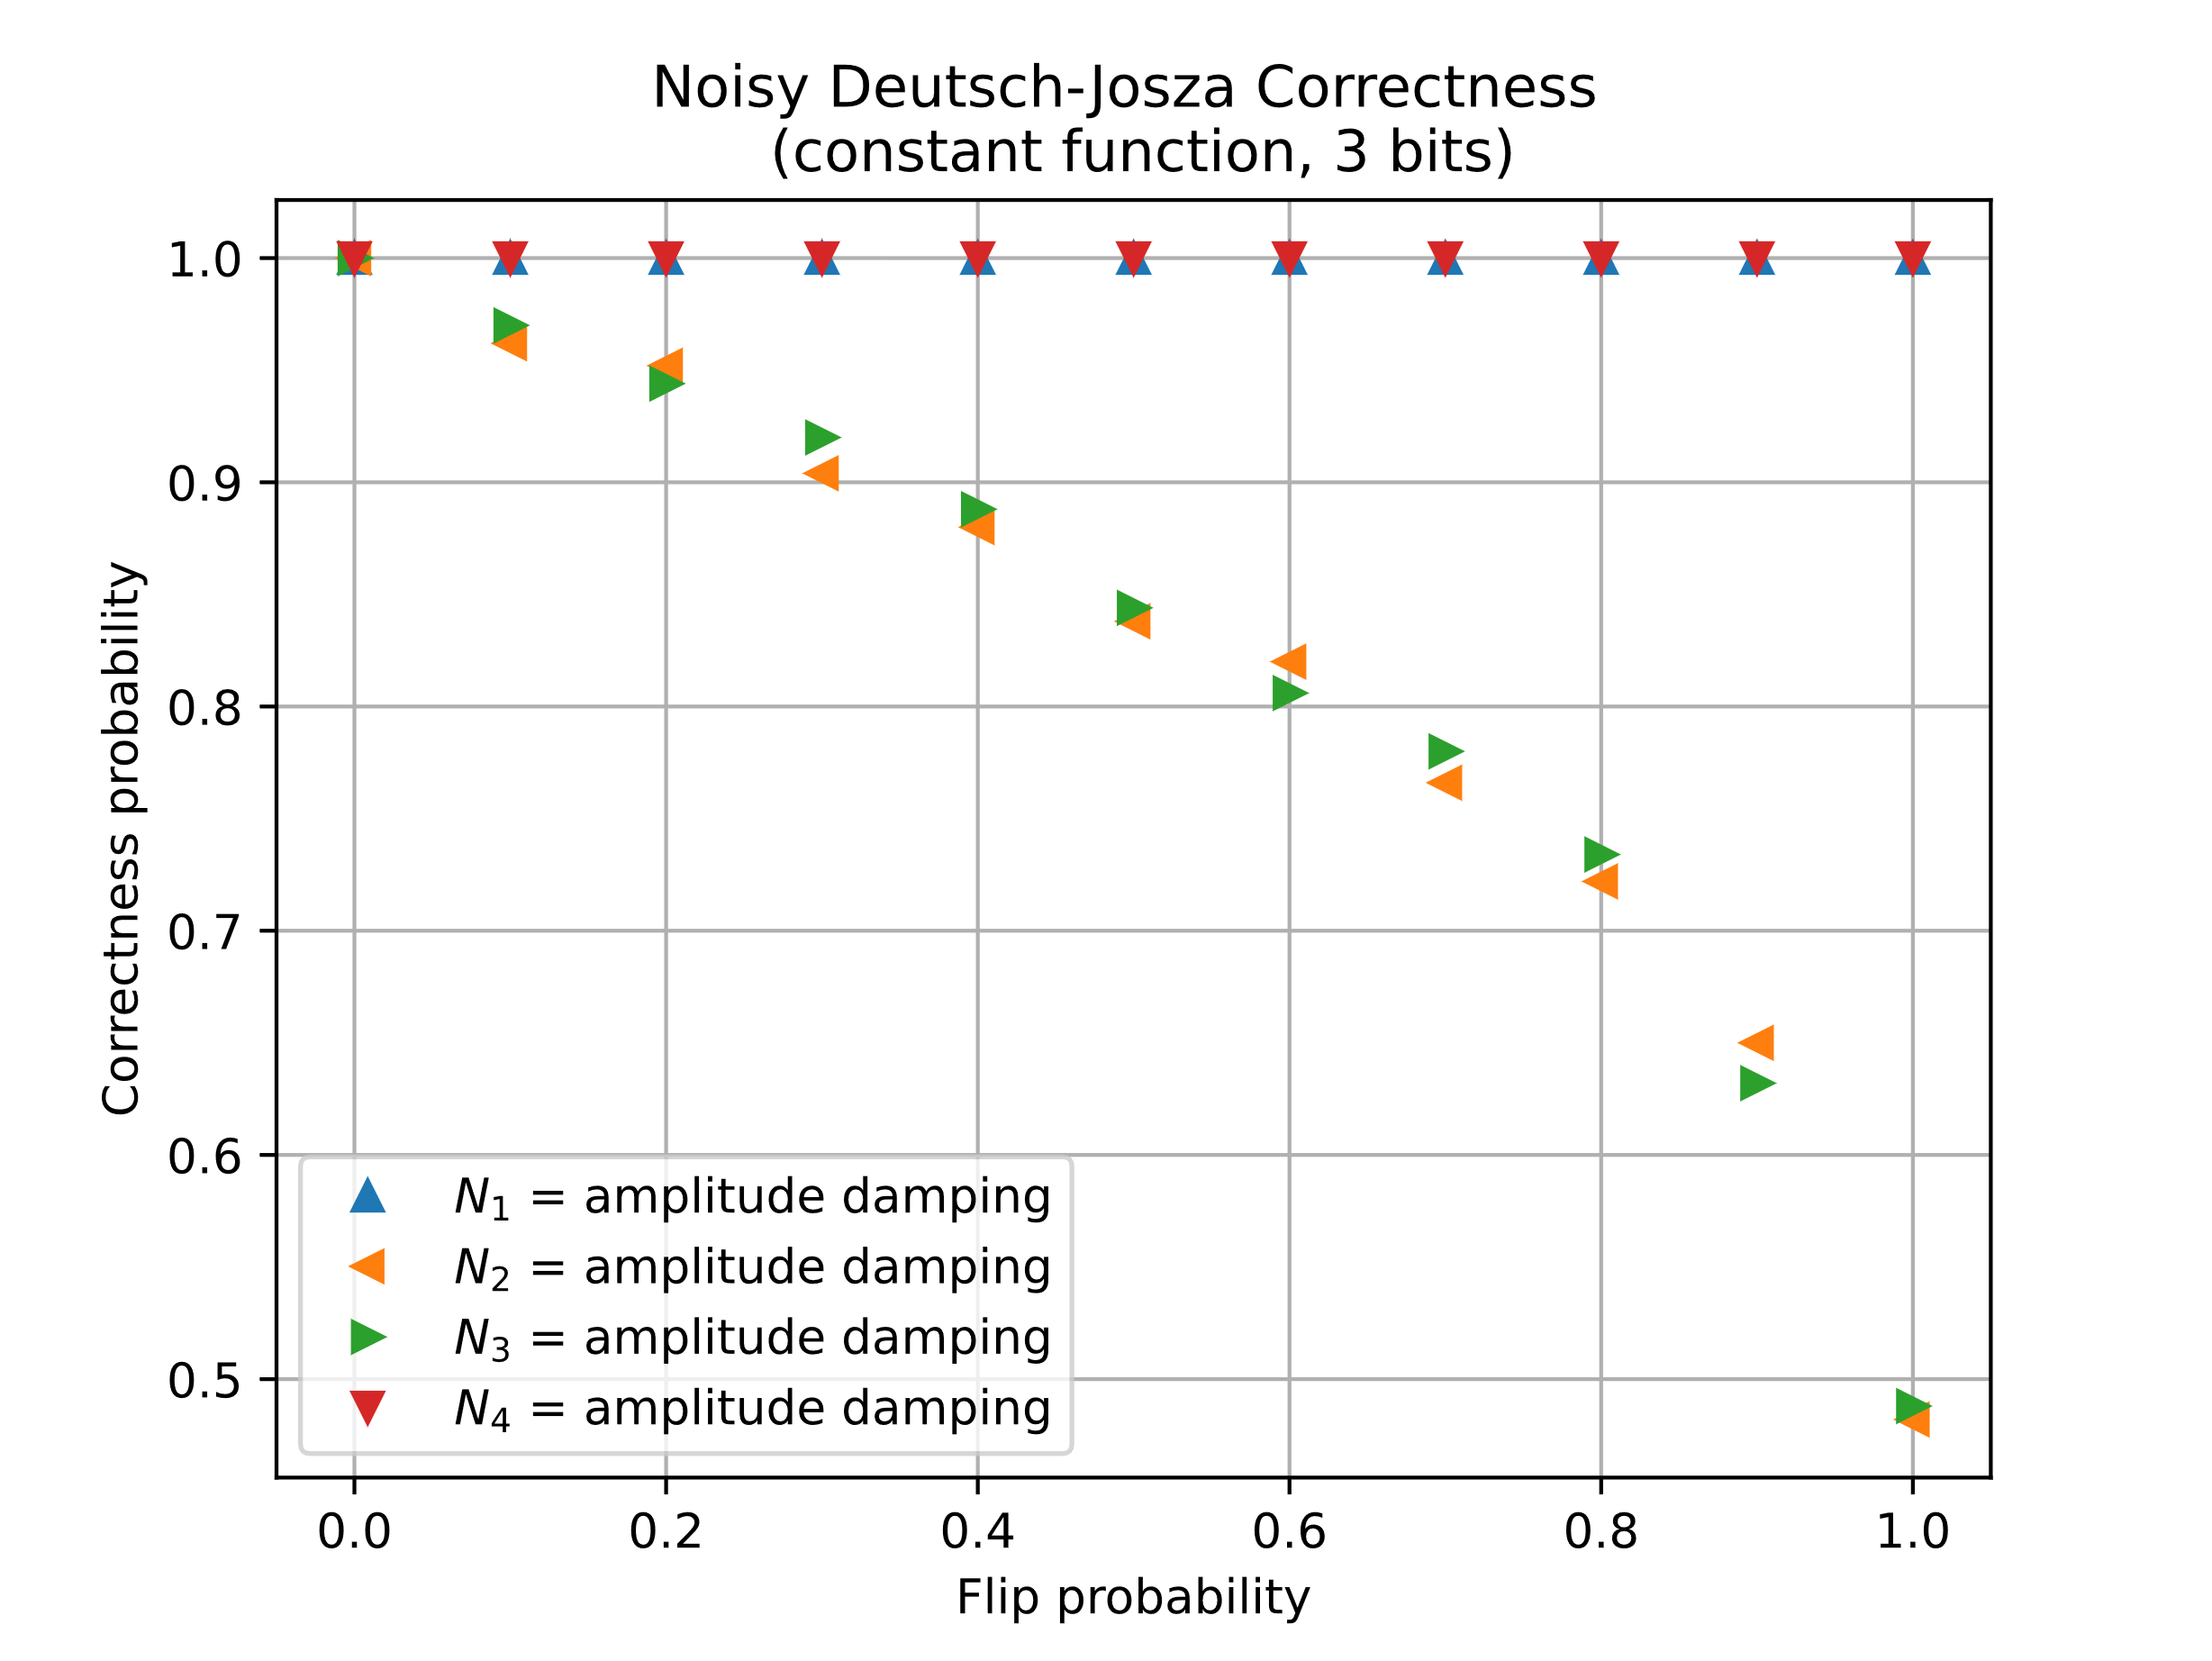 Noisy Deutsch-Josza Correctness
(constant function, 3 bits)
Correctness probability
1.0
0.9
0.8
0.7
0.6
0.5
N₁ = amplitude damping
N₂ = amplitude damping
N₃ = amplitude damping
N₄ = amplitude damping
0.0 0.2 0.4 0.6 0.8 1.0
Flip probability